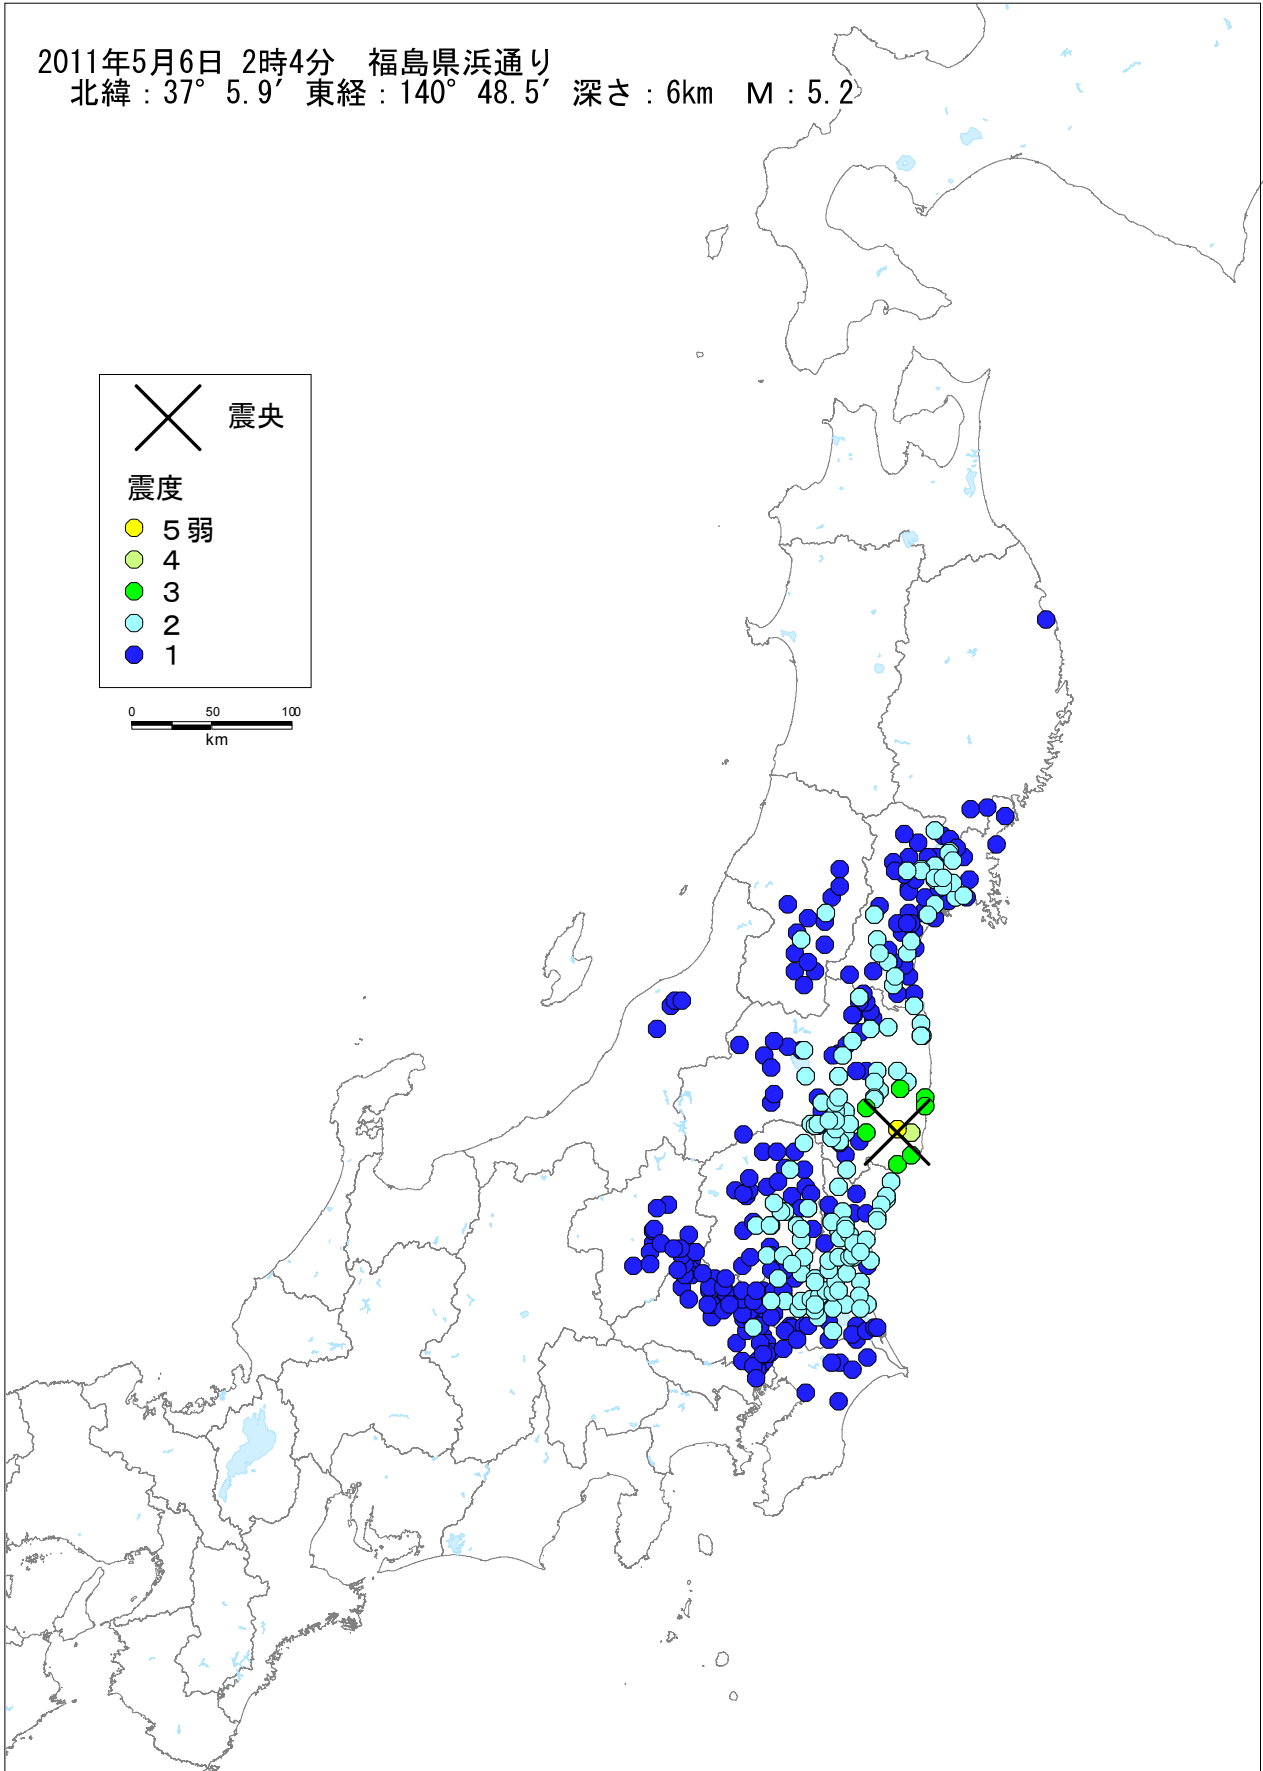 2011年5月6日 2時4分 福島県浜通り
北緯：37° 5.9′ 東経：140° 48.5′ 深さ：6km M：5.2
震央
震度
５弱
４
３
２
１
0 50 100
km